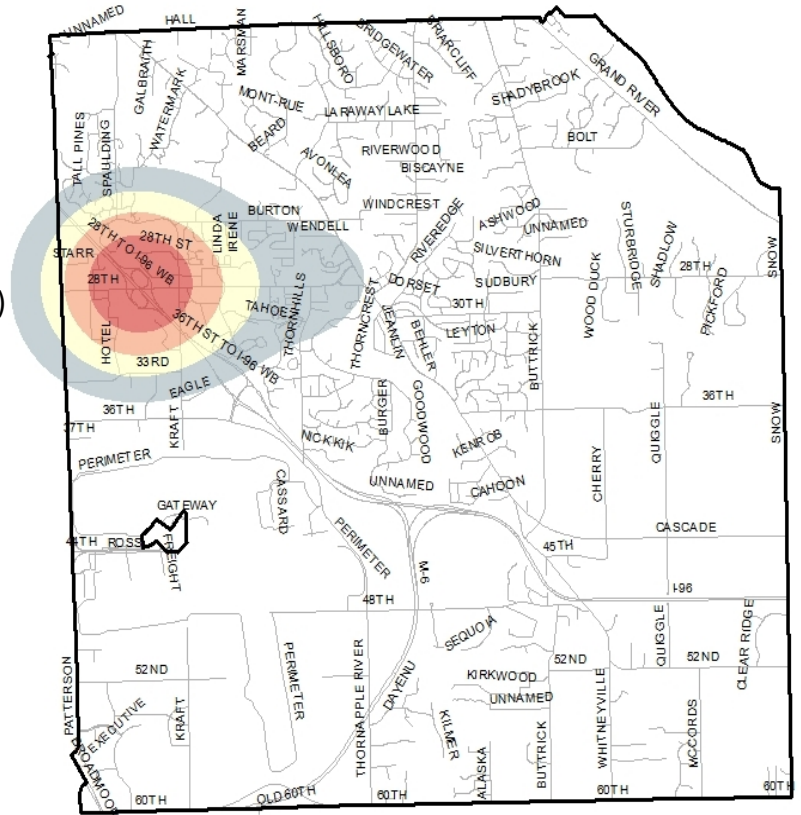 UNNAMED
HALL
MARSMAN
HILLSBORO
BRIDGEWATER
BRIARCLIFF
GRAND RIVER
GALBRAITH
WATERMARK
MONT-RUE
LARAWAY LAKE
SHADYBROOK
BEARD
BOLT
TALL PINES
SPAULDING
AVONLEA
RIVERWOOD
BISCAYNE
BURTON
WENDELL
WINDCREST
RIVEREDGE
ASHWOOD
UNNAMED
LINDA
IRENE
28TH ST
28TH TO I-96 WB
STARR
28TH
SILVERTHORN
STURBRIDGE
SHADLOW
SNOW
WOOD DUCK
28TH
PICKFORD
DORSET
SUDBURY
30TH
TAHOE
THORNHILLS
THORNCREST
JEANLIN
BEHLER
LEYTON
BUTTRICK
HOTEL
36TH ST TO I-96 WB
33RD
EAGLE
36TH
37TH
KRAFT
BURGER
GOODWOOD
36TH
QUIGGLE
SNOW
NICKKIK
KENROB
PERIMETER
CASSARD
UNNAMED
CAHOON
CHERRY
GATEWAY
44TH
ROSS
FREIGHT
PERIMETER
M-6
CASCADE
45TH
I-96
48TH
SEQUOIA
QUIGGLE
CLEAR RIDGE
52ND
52ND
52ND
PATTERSON
PERIMETER
THORNAPPLE RIVER
DAYENU
KIRKWOOD
UNNAMED
WHITNEYVILLE
EXECUTIVE
KRAFT
KILMER
BUTTRICK
MCCORDS
BROADMOOR
ALASKA
60TH
OLD 60TH
60TH
60TH
60TH